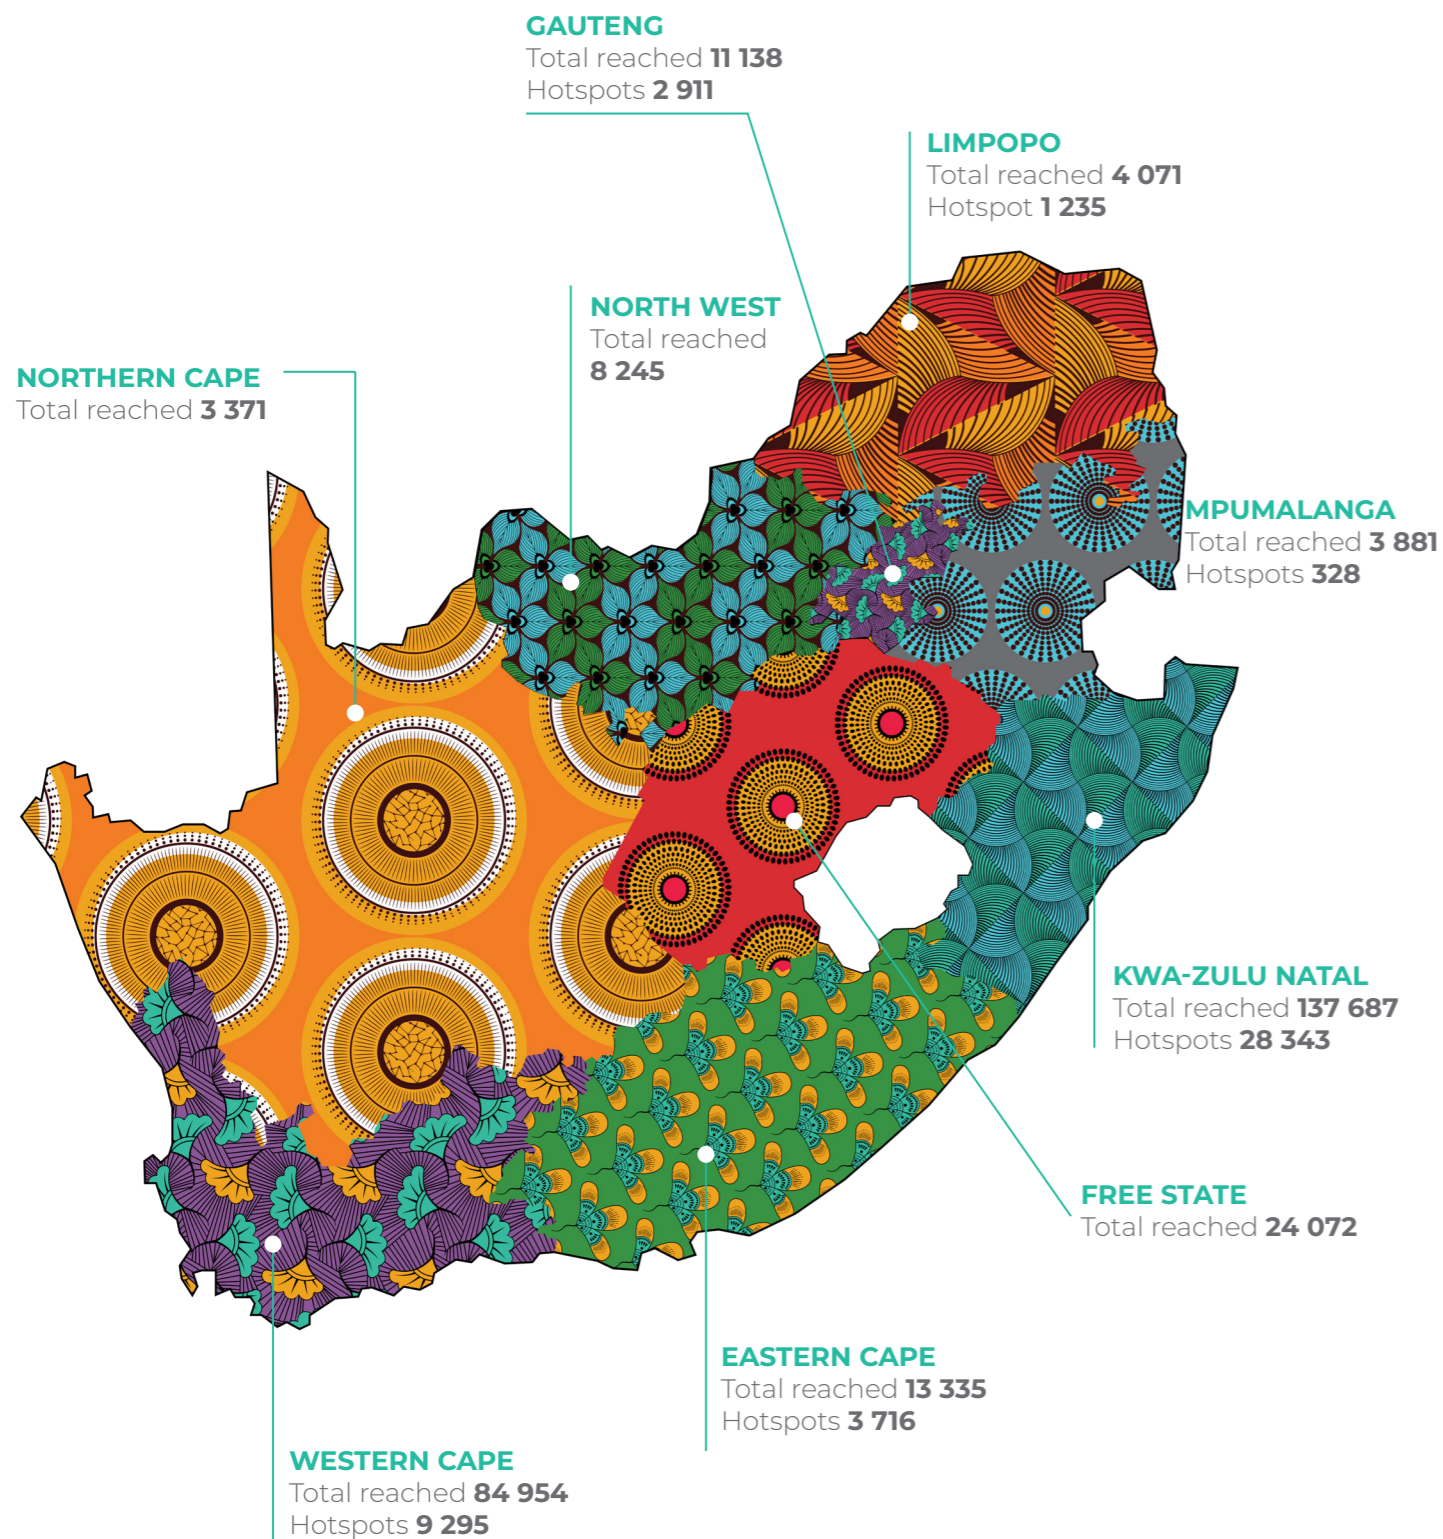 GAUTENG
Total reached 11 138
Hotspots 2 911
LIMPOPO
Total reached 4 071
Hotspot 1 235
NORTH WEST
Total reached
8 245
NORTHERN CAPE
Total reached 3 371
MPUMALANGA
Total reached 3 881
Hotspots 328
KWA-ZULU NATAL
Total reached 137 687
Hotspots 28 343
FREE STATE
Total reached 24 072
EASTERN CAPE
Total reached 13 335
Hotspots 3 716
WESTERN CAPE
Total reached 84 954
Hotspots 9 295